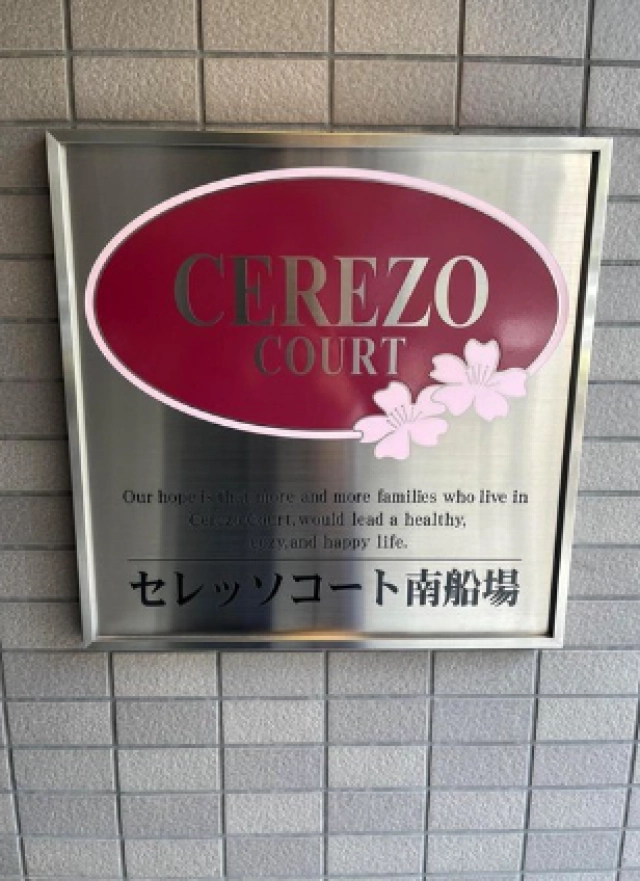 CEREZO
COURT
Our hope is that more and more families who live in
Cerezo Court, would lead a healthy,
cozy, and happy life.
セレッソコート南船場